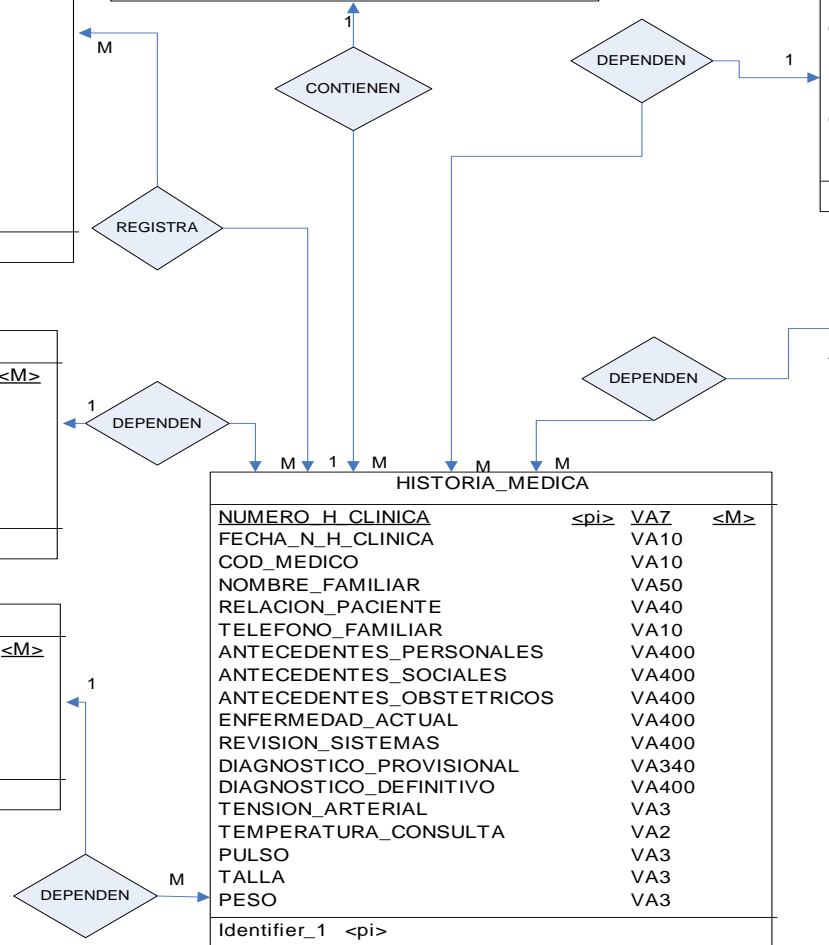 1
M
DEPENDEN
1
CONTIENEN
REGISTRA
<M>
DEPENDEN
1
DEPENDEN
M 1 M M M
HISTORIA_MEDICA
NUMERO_H_CLINICA <pi> VA7 <M>
FECHA_N_H_CLINICA VA10
COD_MEDICO VA10
NOMBRE_FAMILIAR VA50
RELACION_PACIENTE VA40
TELEFONO_FAMILIAR VA10
ANTECEDENTES_PERSONALES VA400
ANTECEDENTES_SOCIALES VA400
ANTECEDENTES_OBSTETRICOS VA400
ENFERMEDAD_ACTUAL VA400
REVISION_SISTEMAS VA400
DIAGNOSTICO_PROVISIONAL VA340
DIAGNOSTICO_DEFINITIVO VA400
TENSION_ARTERIAL VA3
TEMPERATURA_CONSULTA VA2
PULSO VA3
TALLA VA3
PESO VA3
Identifier_1 <pi>
<M>
1
M
DEPENDEN